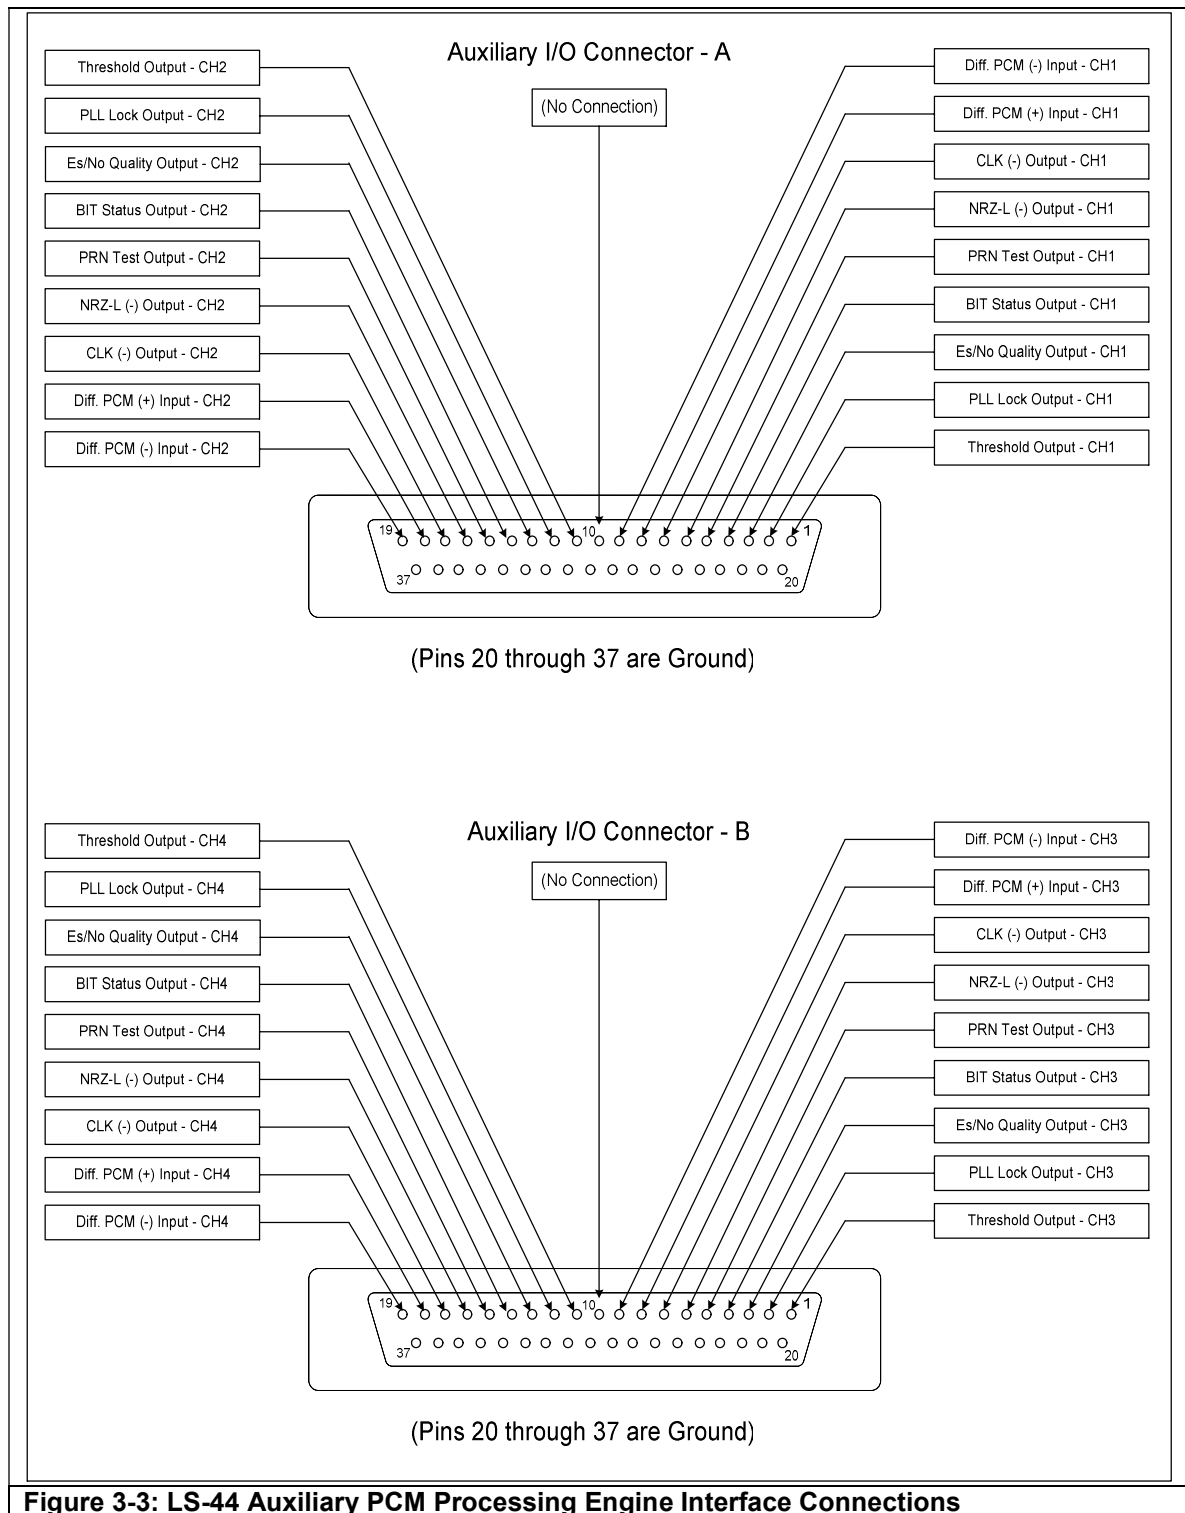 Auxiliary I/O Connector - A
(No Connection)
Threshold Output - CH2
PLL Lock Output - CH2
Es/No Quality Output - CH2
BIT Status Output - CH2
PRN Test Output - CH2
NRZ-L (-) Output - CH2
CLK (-) Output - CH2
Diff. PCM (+) Input - CH2
Diff. PCM (-) Input - CH2
Diff. PCM (-) Input - CH1
Diff. PCM (+) Input - CH1
CLK (-) Output - CH1
NRZ-L (-) Output - CH1
PRN Test Output - CH1
BIT Status Output - CH1
Es/No Quality Output - CH1
PLL Lock Output - CH1
Threshold Output - CH1
19 10 1
37 20
(Pins 20 through 37 are Ground)
Auxiliary I/O Connector - B
(No Connection)
Threshold Output - CH4
PLL Lock Output - CH4
Es/No Quality Output - CH4
BIT Status Output - CH4
PRN Test Output - CH4
NRZ-L (-) Output - CH4
CLK (-) Output - CH4
Diff. PCM (+) Input - CH4
Diff. PCM (-) Input - CH4
Diff. PCM (-) Input - CH3
Diff. PCM (+) Input - CH3
CLK (-) Output - CH3
NRZ-L (-) Output - CH3
PRN Test Output - CH3
BIT Status Output - CH3
Es/No Quality Output - CH3
PLL Lock Output - CH3
Threshold Output - CH3
19 10 1
37 20
(Pins 20 through 37 are Ground)
Figure 3-3: LS-44 Auxiliary PCM Processing Engine Interface Connections